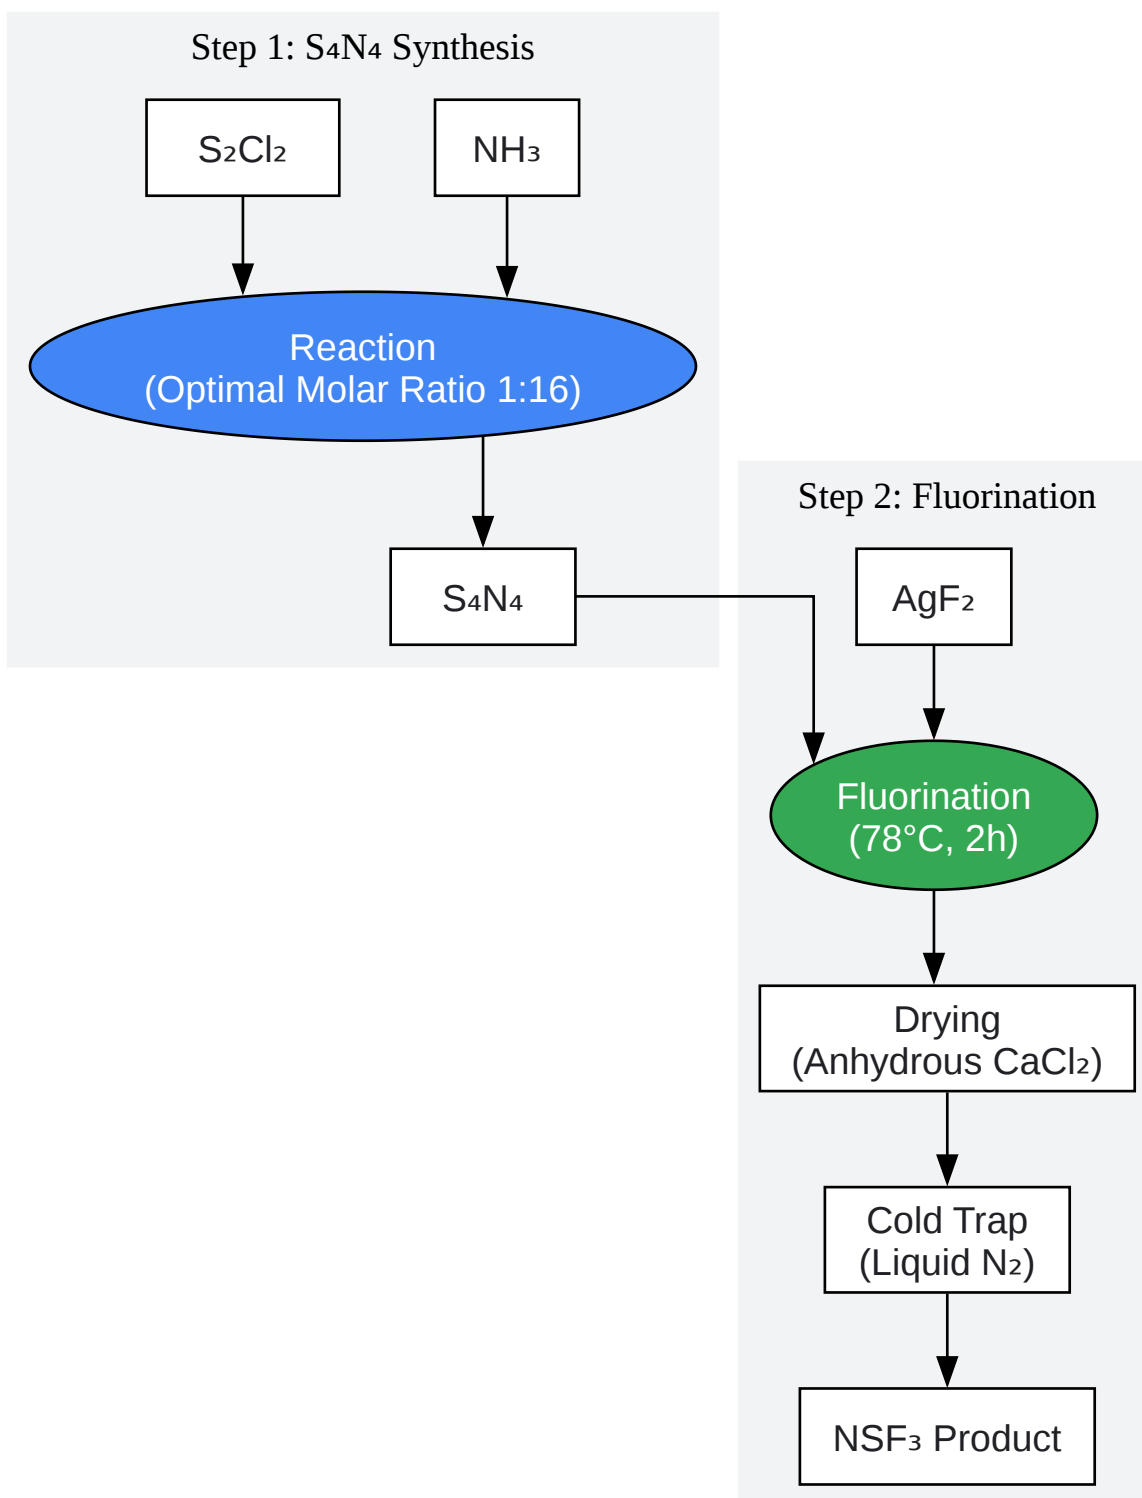 Step 1: S₄N₄ Synthesis
S₂Cl₂
NH₃
Reaction
(Optimal Molar Ratio 1:16)
S₄N₄
Step 2: Fluorination
AgF₂
Fluorination
(78°C, 2h)
Drying
(Anhydrous CaCl₂)
Cold Trap
(Liquid N₂)
NSF₃ Product